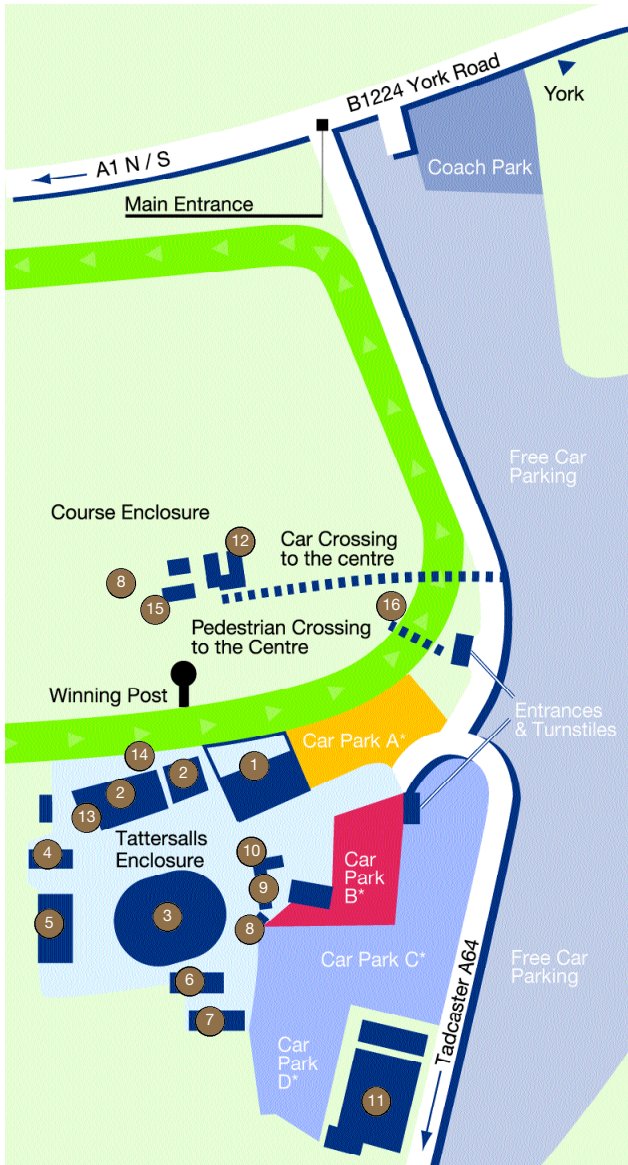 B1224 York Road
York
A1 N / S
Coach Park
Main Entrance
Free Car
Parking
Course Enclosure
12
Car Crossing
to the centre
8
15
16
Pedestrian Crossing
to the Centre
Winning Post
Entrances
& Turnstiles
Car Park A*
14
1
2
2
13
Tattersalls
Enclosure
4
10
Car
Park
B*
9
3
5
8
Car Park C*
Free Car
Parking
6
7
Tadcaster A64
Car
Park
D*
11